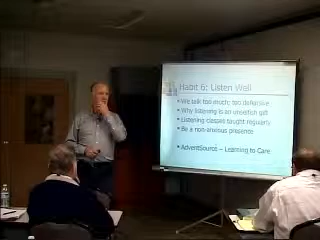 Habit 6: Listen Well
We talk too much; too defensive
Why listening is an unselfish gift
Listening classes taught regularly
Be a non-anxious presence
AdventSource – Learning to Care